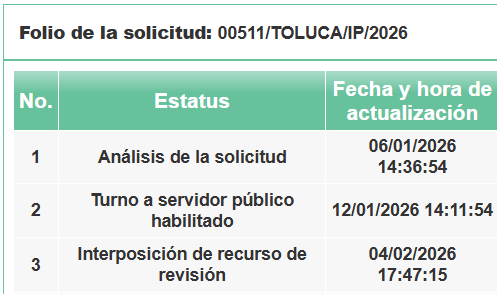 Folio de la solicitud: 00511/TOLUCA/IP/2026
No. Estatus Fecha y hora de
actualización
1 Análisis de la solicitud 06/01/2026
14:36:54
2 Turno a servidor público
habilitado 12/01/2026 14:11:54
3 Interposición de recurso de
revisión 04/02/2026
17:47:15